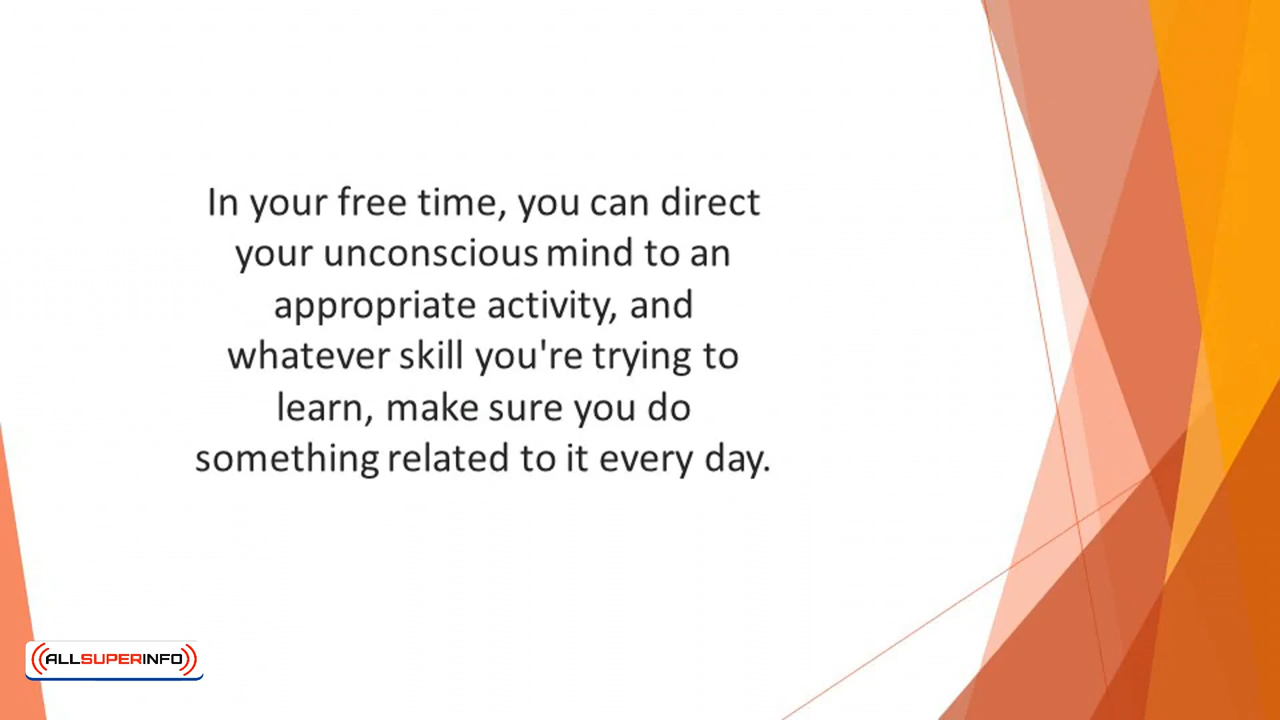 In your free time, you can direct
your unconscious mind to an
appropriate activity, and
whatever skill you're trying to
learn, make sure you do
something related to it every day.
ALLSUPERINFO